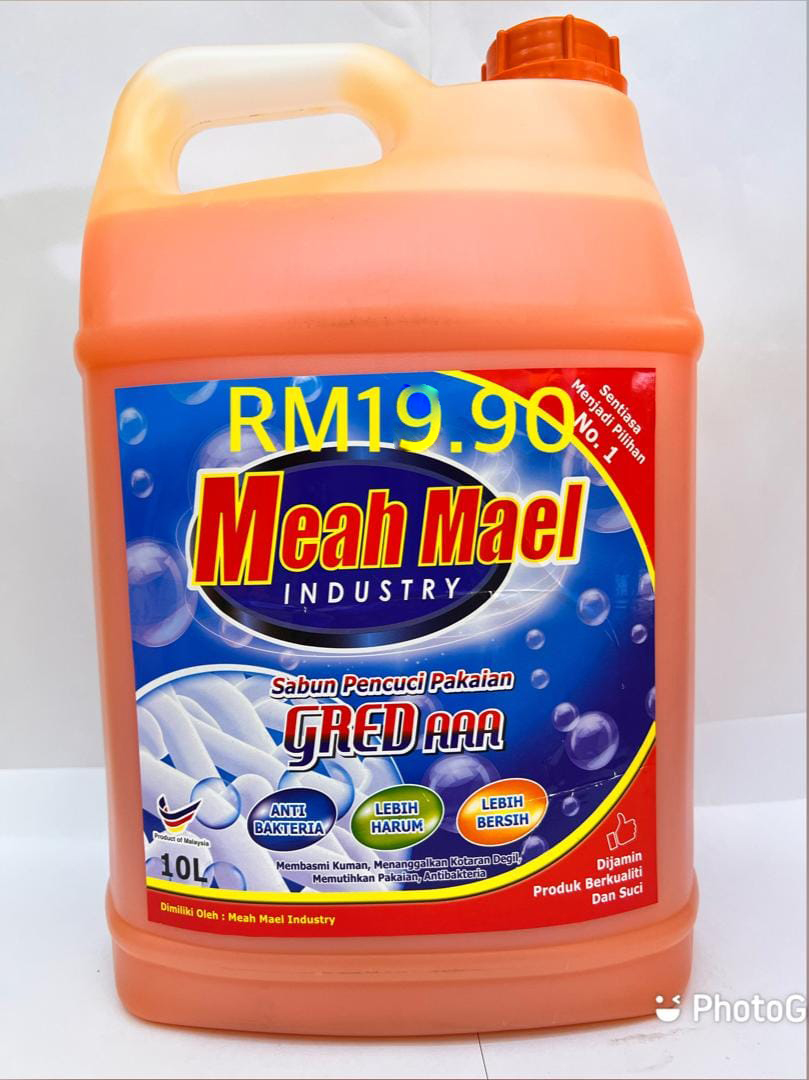 RM19.90
Sentiasa
Menjadi Pilihan
No. 1
Meah Mael
INDUSTRY
Sabun Pencuci Pakaian
GRED AAA
ANTI
BAKTERIA
LEBIH
HARUM
LEBIH
BERSIH
Product of Malaysia
10L
Membasmi Kuman, Menanggalkan Kotaran Degil,
Memutihkan Pakaian, Antibakteria
Dijamin
Produk Berkualiti
Dan Suci
Dimiliki Oleh : Meah Mael Industry
PhotoG